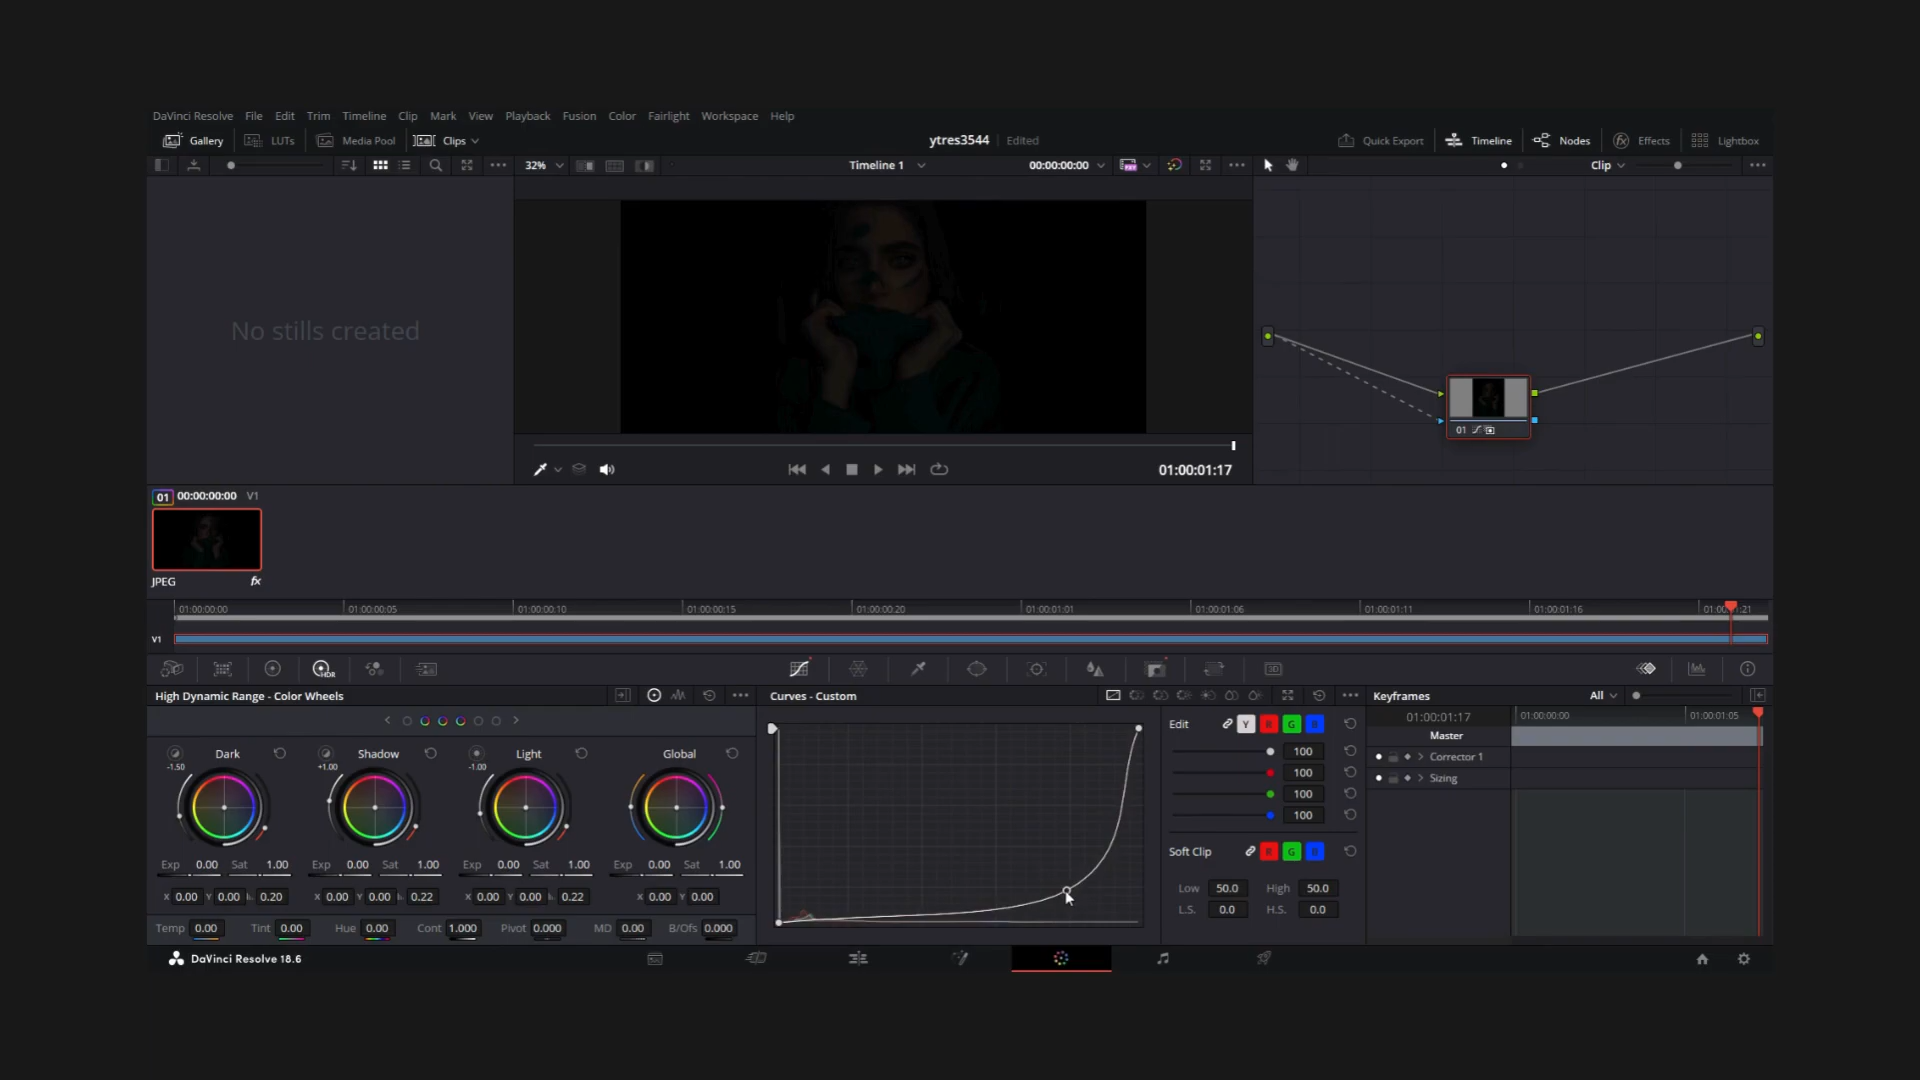 DaVinci Resolve File Edit Trim Timeline Clip Mark View Playback Fusion Color Fairlight Workspace Help
Gallery LUTs Media Pool Clips ytres3544 Edited Quick Export Timeline Nodes Effects Lightbox
32% Timeline 1 00:00:00:00 Clip
No stills created
01
01:00:01:17
01 00:00:00:00 V1
JPEG fx
01:00:00:00 01:00:00:05 01:00:00:10 01:00:00:15 01:00:00:20 01:00:01:01 01:00:01:06 01:00:01:11 01:00:01:16
V1
HDR 3D
High Dynamic Range - Color Wheels Curves - Custom Keyframes All
01:00:01:17 01:00:00:00 01:00:01:05
Edit Y R G B
Master
Dark Shadow Light Global
-1.50 +1.00 -1.00
100
Corrector 1
100
Sizing
100
100
Soft Clip R G B
Exp 0.00 Sat 1.00 Exp 0.00 Sat 1.00 Exp 0.00 Sat 1.00 Exp 0.00 Sat 1.00
Low 50.0 High 50.0
X 0.00 Y 0.00 0.20 X 0.00 Y 0.00 0.22 X 0.00 Y 0.00 0.22 X 0.00 Y 0.00
L.S. 0.0 H.S. 0.0
Temp 0.00 Tint 0.00 Hue 0.00 Cont 1.000 Pivot 0.000 MD 0.00 B/Ofs 0.000
DaVinci Resolve 18.6